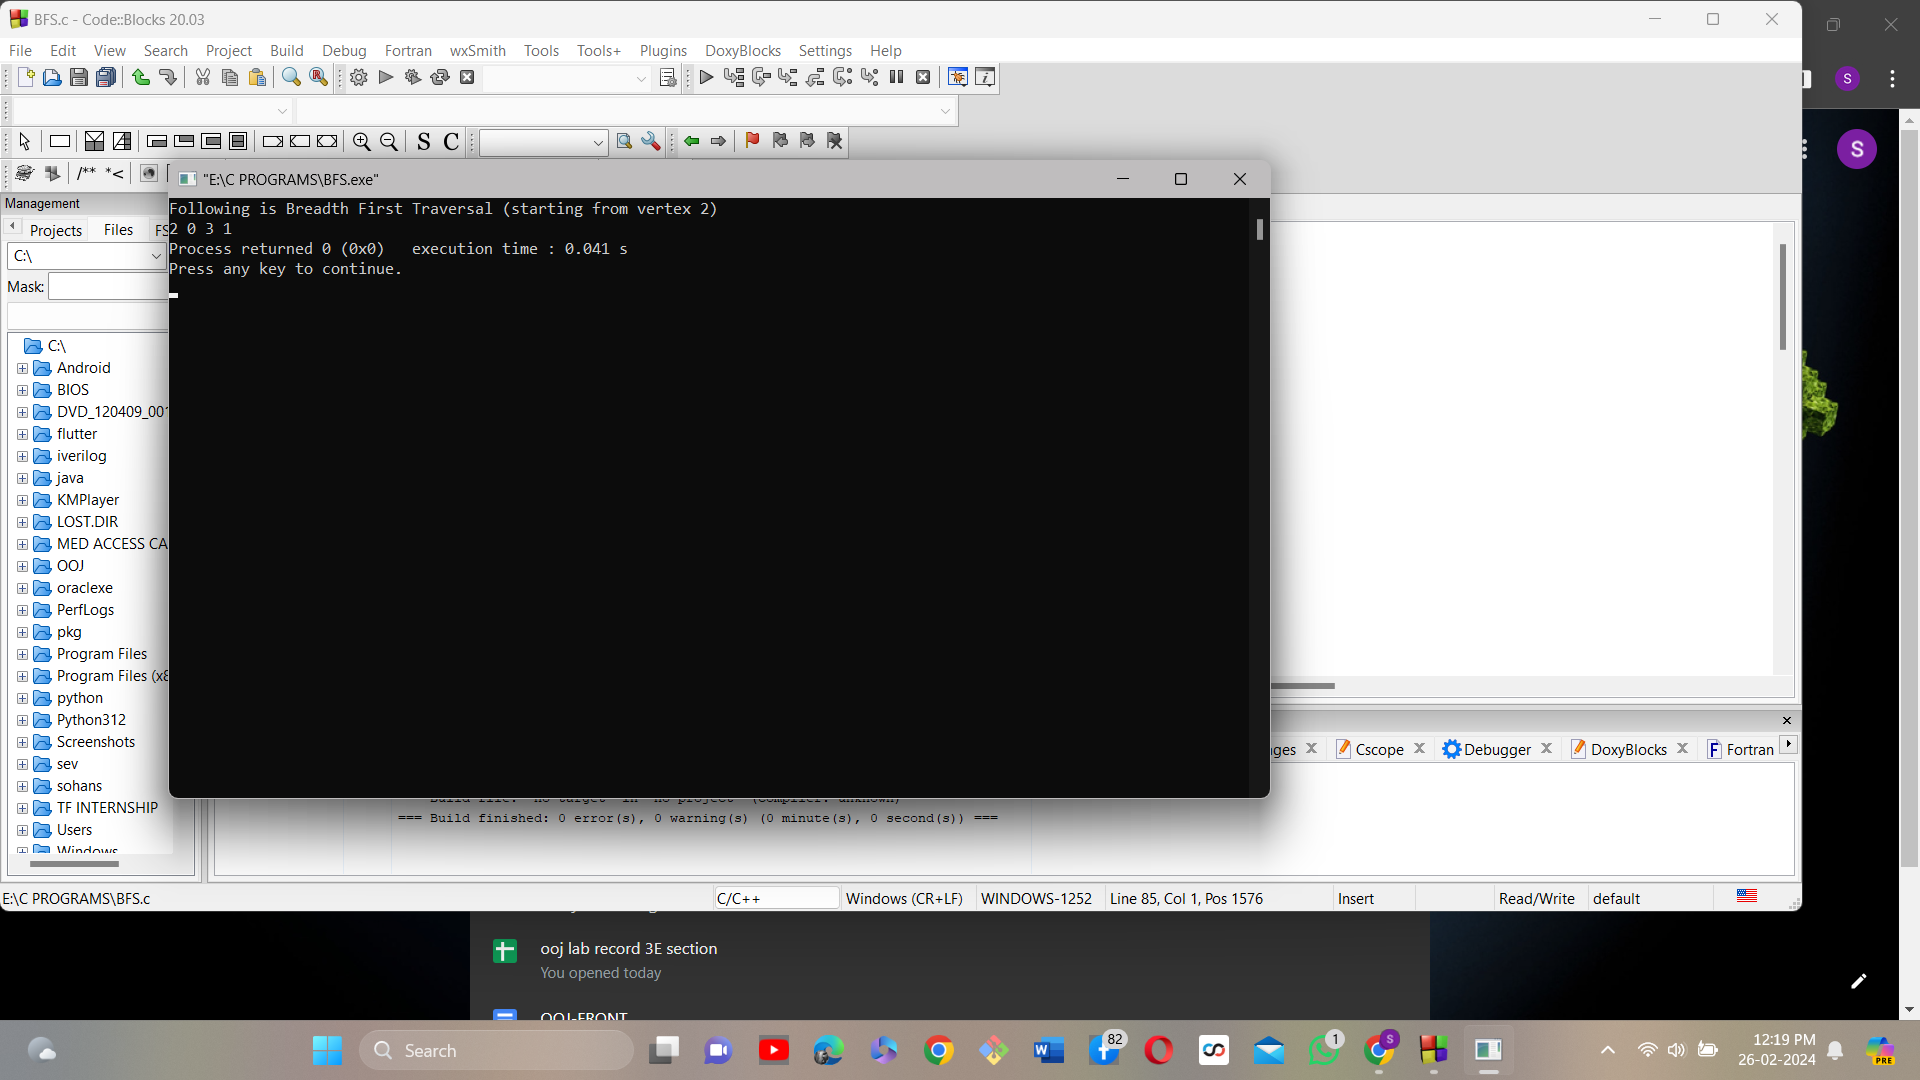 BFS.c - Code::Blocks 20.03
File Edit View Search Project Build Debug Fortran wxSmith Tools Tools+ Plugins DoxyBlocks Settings Help
S C
/** *<
Management
Projects Files FS
C:\
Mask:
C:\
Android
BIOS
DVD_120409_001
flutter
iverilog
java
KMPlayer
LOST.DIR
MED ACCESS CA
OOJ
oraclexe
PerfLogs
pkg
Program Files
Program Files (x8
python
Python312
Screenshots
sev
sohans
TF INTERNSHIP
Users
Windows
"E:\C PROGRAMS\BFS.exe"
Following is Breadth First Traversal (starting from vertex 2)
2 0 3 1
Process returned 0 (0x0)   execution time : 0.041 s
Press any key to continue.
ges Cscope Debugger DoxyBlocks Fortran
=== Build finished: 0 error(s), 0 warning(s) (0 minute(s), 0 second(s)) ===
E:\C PROGRAMS\BFS.c C/C++ Windows (CR+LF) WINDOWS-1252 Line 85, Col 1, Pos 1576 Insert Read/Write default
S
S
ooj lab record 3E section
You opened today
OOJ-FRONT
Search
82
1
S
12:19 PM
26-02-2024
PRE